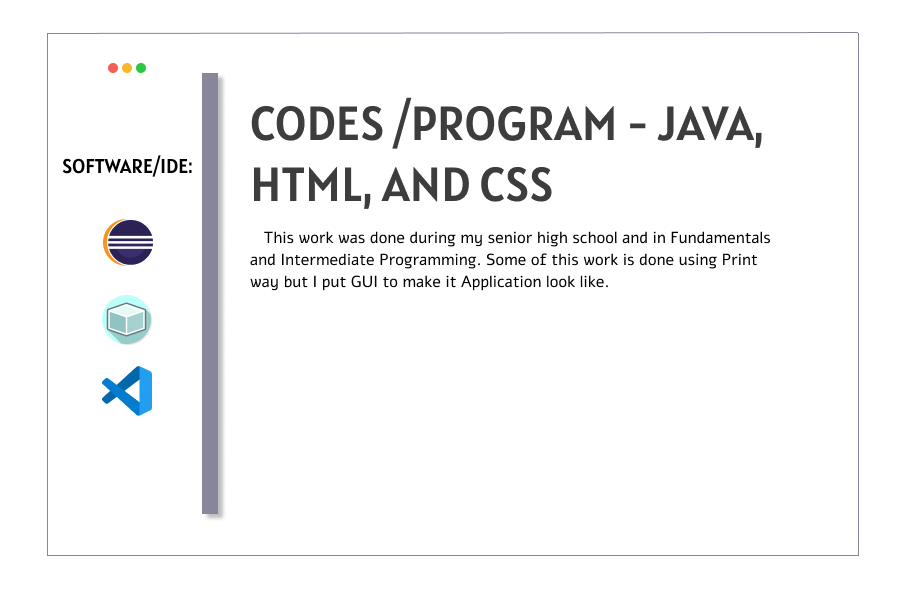 SOFTWARE/IDE:
CODES /PROGRAM - JAVA,
HTML, AND CSS
This work was done during my senior high school and in Fundamentals
and Intermediate Programming. Some of this work is done using Print
way but I put GUI to make it Application look like.